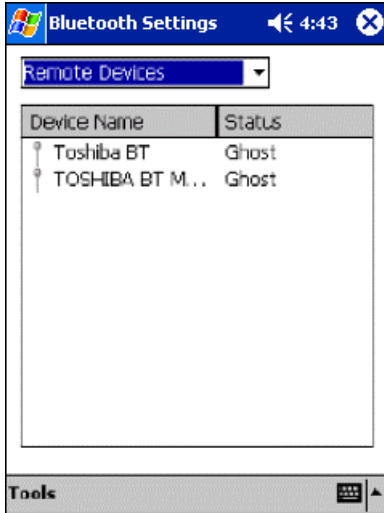 Bluetooth Settings 4:43
Remote Devices
Device Name Status
Toshiba BT Ghost
TOSHIBA BT M... Ghost
Tools